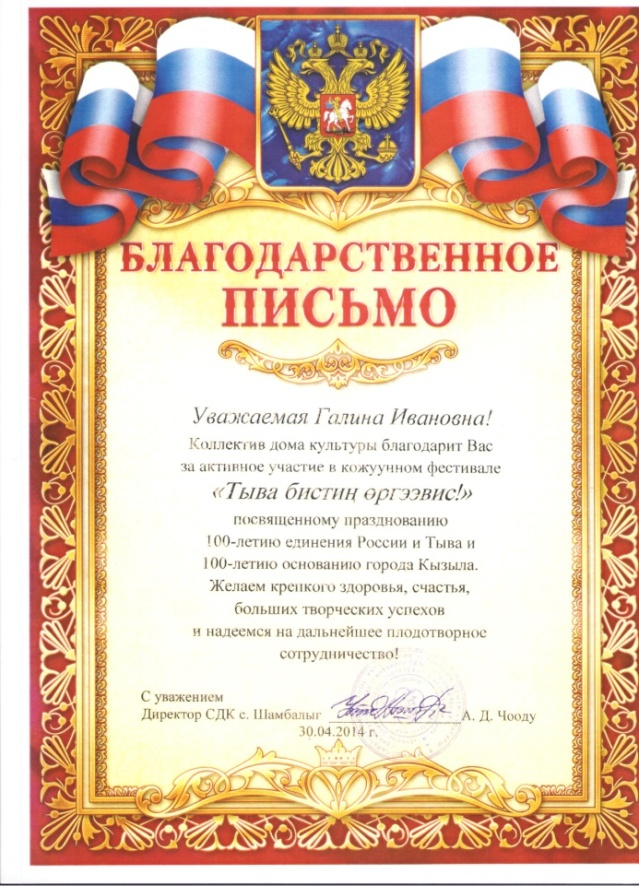 БЛАГОДАРСТВЕННОЕ
ПИСЬМО
Уважаемая Галина Ивановна!
Коллектив дома культуры благодарит Вас
за активное участие в кожуунном фестивале
«Тыва бистиң өргээвис!»
посвященному празднованию
100-летию единения России и Тыва и
100-летию основанию города Кызыла.
Желаем крепкого здоровья, счастья,
больших творческих успехов
и надеемся на дальнейшее плодотворное
сотрудничество!
С уважением
Директор СДК с. Шамбалыг А. Д. Чооду
30.04.2014 г.